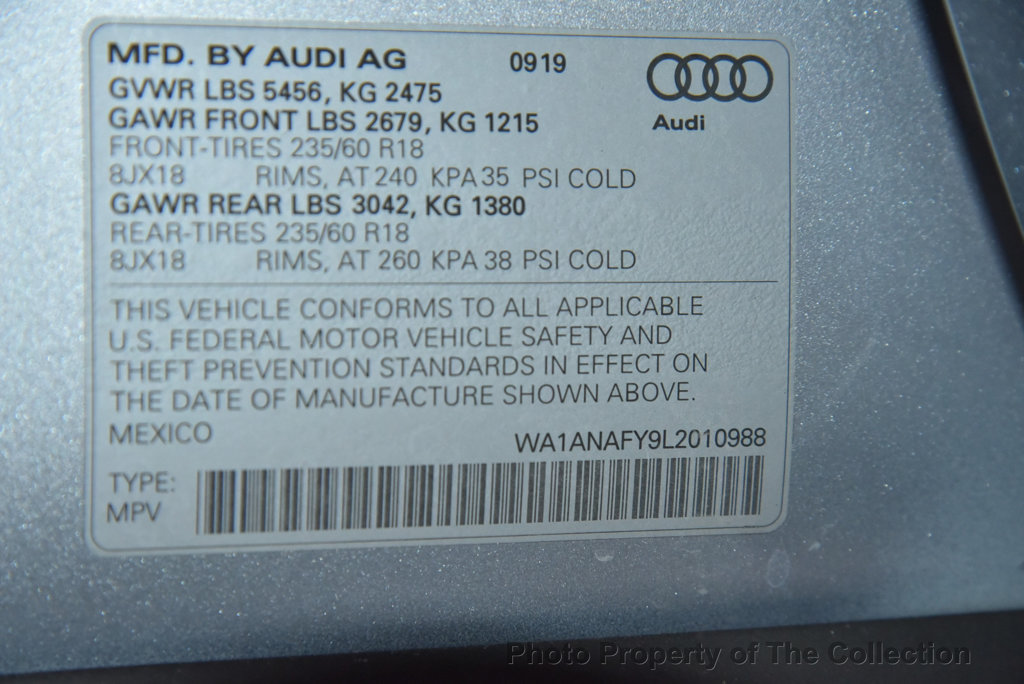 MFD. BY AUDI AG 0919
GVWR LBS 5456, KG 2475
GAWR FRONT LBS 2679, KG 1215
Audi
FRONT-TIRES 235/60 R18
8JX18 RIMS, AT 240 KPA 35 PSI COLD
GAWR REAR LBS 3042, KG 1380
REAR-TIRES 235/60 R18
8JX18 RIMS, AT 260 KPA 38 PSI COLD
THIS VEHICLE CONFORMS TO ALL APPLICABLE
U.S. FEDERAL MOTOR VEHICLE SAFETY AND
THEFT PREVENTION STANDARDS IN EFFECT ON
THE DATE OF MANUFACTURE SHOWN ABOVE.
MEXICO WA1ANAFY9L2010988
TYPE:
MPV
Photo Property of The Collection